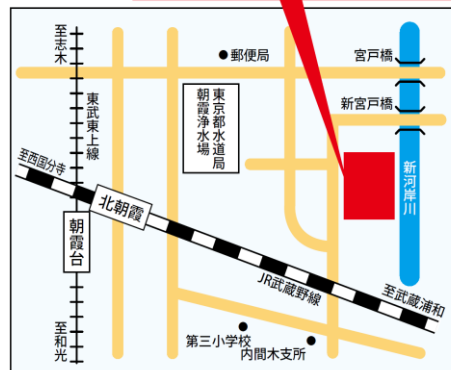 至志木
郵便局
宮戸橋
東武東上線
東京都水道局
朝霞浄水場
新宮戸橋
至西国分寺
北朝霞
新河岸川
朝霞台
JR武蔵野線
至武蔵浦和
至和光
第三小学校
内間木支所